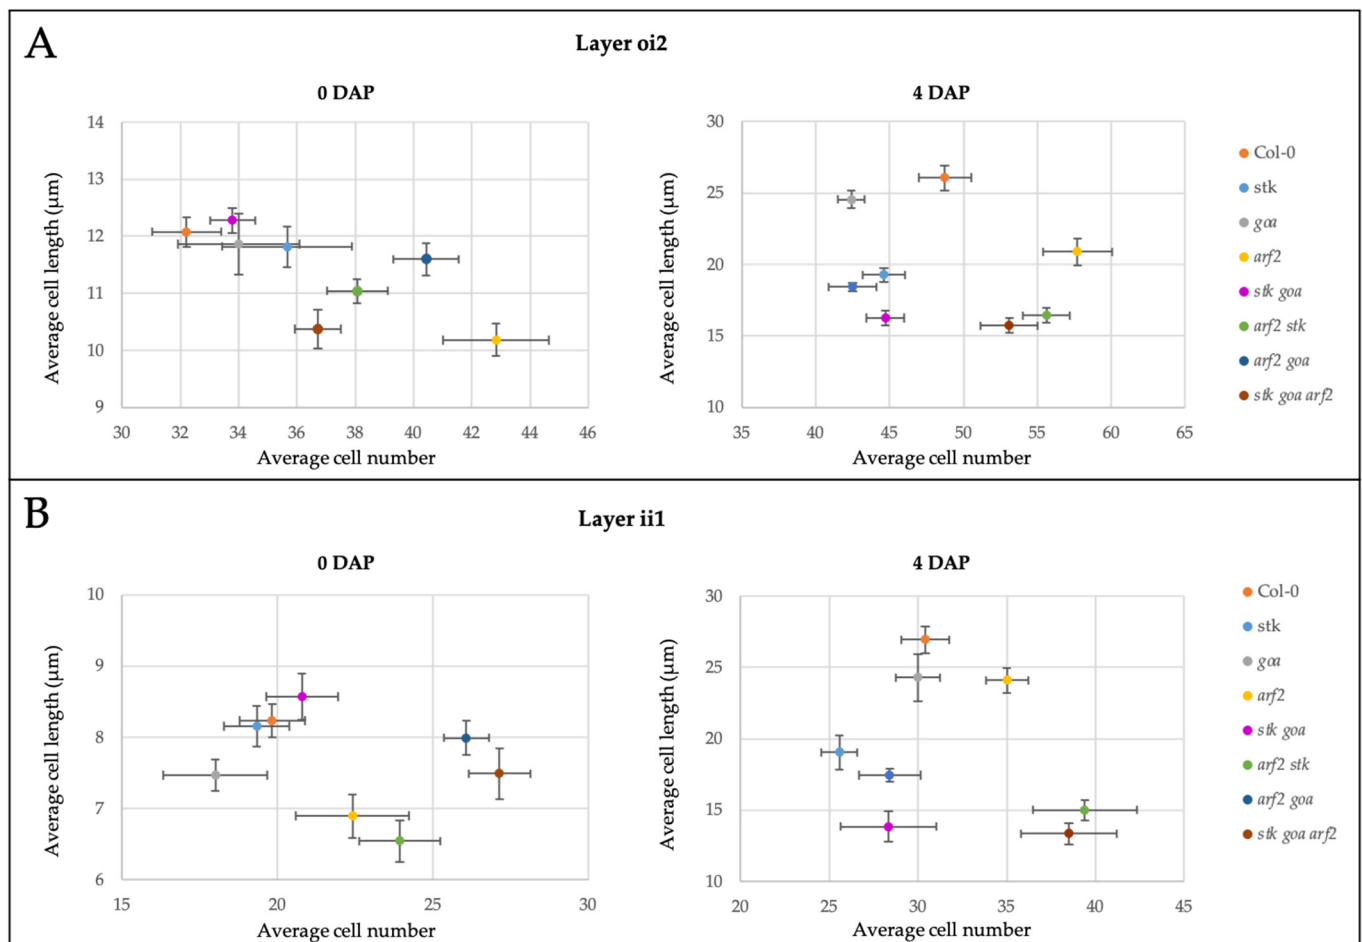 A
Layer oi2
0 DAP
4 DAP
Average cell length (μm)
14
13
12
11
10
9
30 32 34 36 38 40 42 44 46
Average cell number
Average cell length (μm)
30
25
20
15
10
35 40 45 50 55 60 65
Average cell number
Col-0
stk
goa
arf2
stk goa
arf2 stk
arf2 goa
stk goa arf2
B
Layer ii1
0 DAP
4 DAP
Average cell length (μm)
10
9
8
7
6
15 20 25 30
Average cell number
Average cell length (μm)
30
25
20
15
10
20 25 30 35 40 45
Average cell number
Col-0
stk
goa
arf2
stk goa
arf2 stk
arf2 goa
stk goa arf2